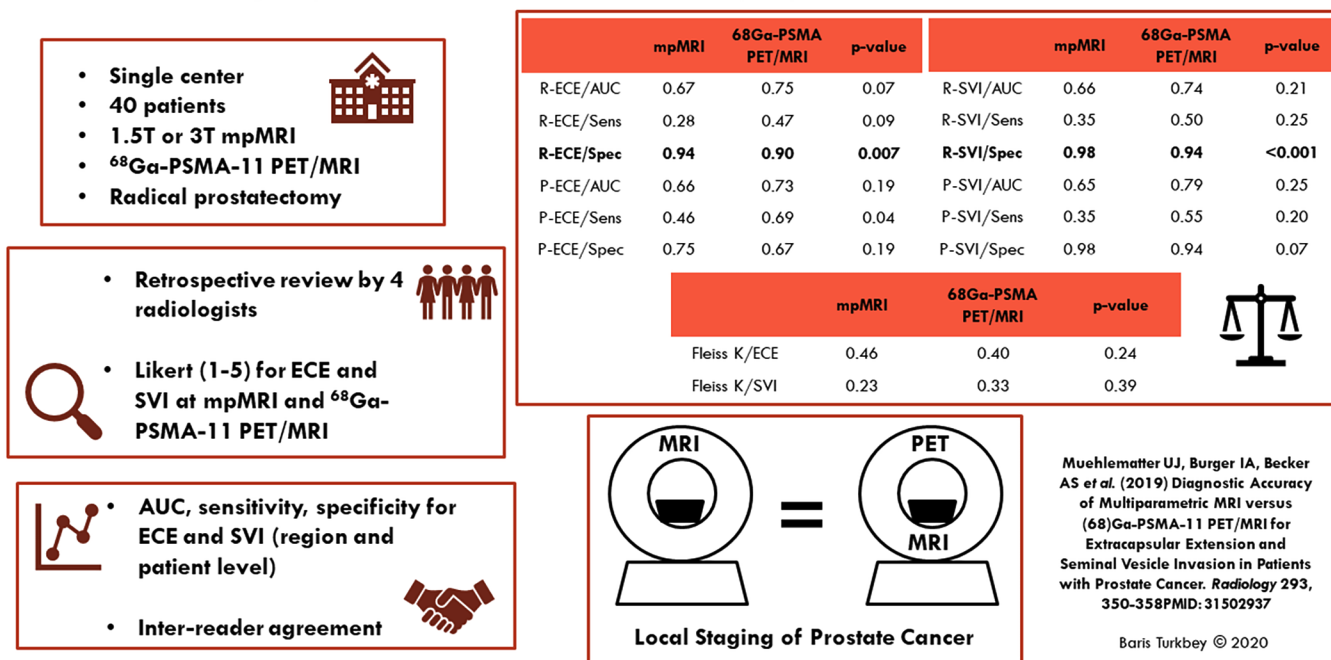 • Single center
• 40 patients
• 1.5T or 3T mpMRI
• ⁶⁸Ga-PSMA-11 PET/MRI
• Radical prostatectomy
• Retrospective review by 4
radiologists
• Likert (1-5) for ECE and
SVI at mpMRI and ⁶⁸Ga-
PSMA-11 PET/MRI
• AUC, sensitivity, specificity for
ECE and SVI (region and
patient level)
• Inter-reader agreement
mpMRI 68Ga-PSMA PET/MRI p-value
R-ECE/AUC 0.67 0.75 0.07
R-ECE/Sens 0.28 0.47 0.09
R-ECE/Spec 0.94 0.90 0.007
P-ECE/AUC 0.66 0.73 0.19
P-ECE/Sens 0.46 0.69 0.04
P-ECE/Spec 0.75 0.67 0.19
mpMRI 68Ga-PSMA PET/MRI p-value
R-SVI/AUC 0.66 0.74 0.21
R-SVI/Sens 0.35 0.50 0.25
R-SVI/Spec 0.98 0.94 <0.001
P-SVI/AUC 0.65 0.79 0.25
P-SVI/Sens 0.35 0.55 0.20
P-SVI/Spec 0.98 0.94 0.07
mpMRI 68Ga-PSMA PET/MRI p-value
Fleiss K/ECE 0.46 0.40 0.24
Fleiss K/SVI 0.23 0.33 0.39
MRI
=
PET
MRI
Local Staging of Prostate Cancer
Muehlematter UJ, Burger IA, Becker
AS et al. (2019) Diagnostic Accuracy
of Multiparametric MRI versus
(68)Ga-PSMA-11 PET/MRI for
Extracapsular Extension and
Seminal Vesicle Invasion in Patients
with Prostate Cancer. Radiology 293,
350-358PMID: 31502937
Baris Turkbey © 2020